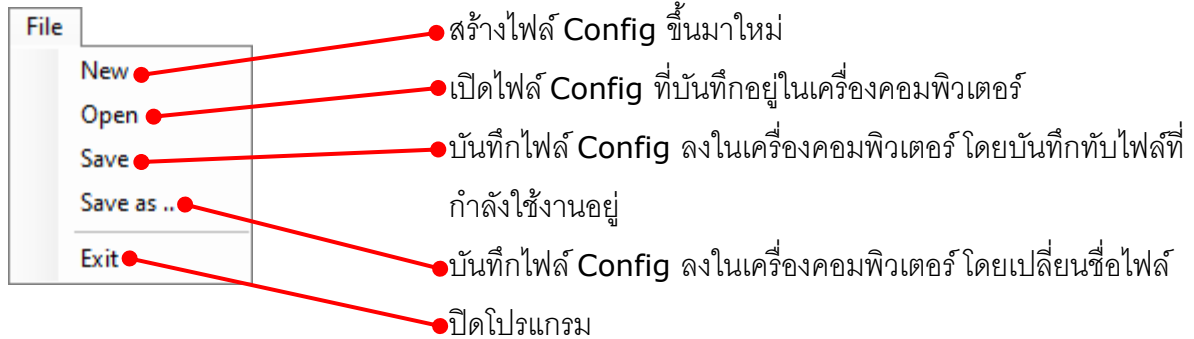 File
New
Open
Save
Save as ..
Exit
สร้างไฟล์ Config ขึ้นมาใหม่
เปิดไฟล์ Config ที่บันทึกอยู่ในเครื่องคอมพิวเตอร์
บันทึกไฟล์ Config ลงในเครื่องคอมพิวเตอร์ โดยบันทึกทับไฟล์ที่
กำลังใช้งานอยู่
บันทึกไฟล์ Config ลงในเครื่องคอมพิวเตอร์ โดยเปลี่ยนชื่อไฟล์
ปิดโปรแกรม